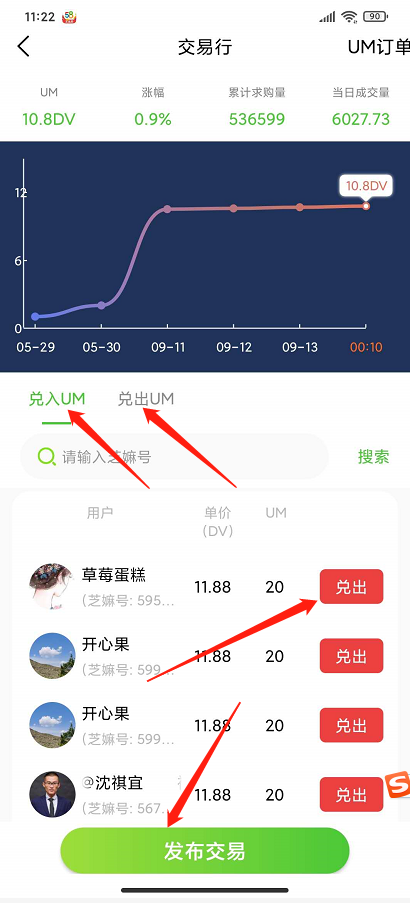 11:22
90
交易行
UM订单
UM
涨幅
累计求购量
当日成交量
10.8DV
0.9%
536599
6027.73
10.8DV
12
6
0
05-29
05-30
09-11
09-12
09-13
00:10
兑入UM
兑出UM
请输入芝嫲号
搜索
用户
单价
UM
(DV)
草莓蛋糕
(芝嫲号: 595...
11.88
20
兑出
开心果
(芝嫲号: 599...
11.88
20
兑出
开心果
(芝嫲号: 599...
11.88
20
兑出
@沈祺宜
(芝嫲号: 567...
11.88
20
兑出
S
发布交易